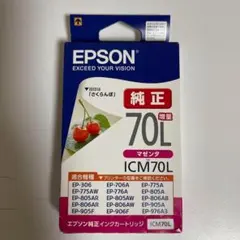 EPSON
EXCEED YOUR VISION
目印は
「さくらんぼ」
純正
70L
増量
マゼンタ
ICM70L
適合機種
EP-306 EP-706A EP-775A
EP-775AW EP-776A EP-805A
EP-805AR EP-805AW EP-806AB
EP-806AR EP-806AW EP-905A
EP-905F EP-906F EP-976A3
エプソン純正インクカートリッジ
ICM70L